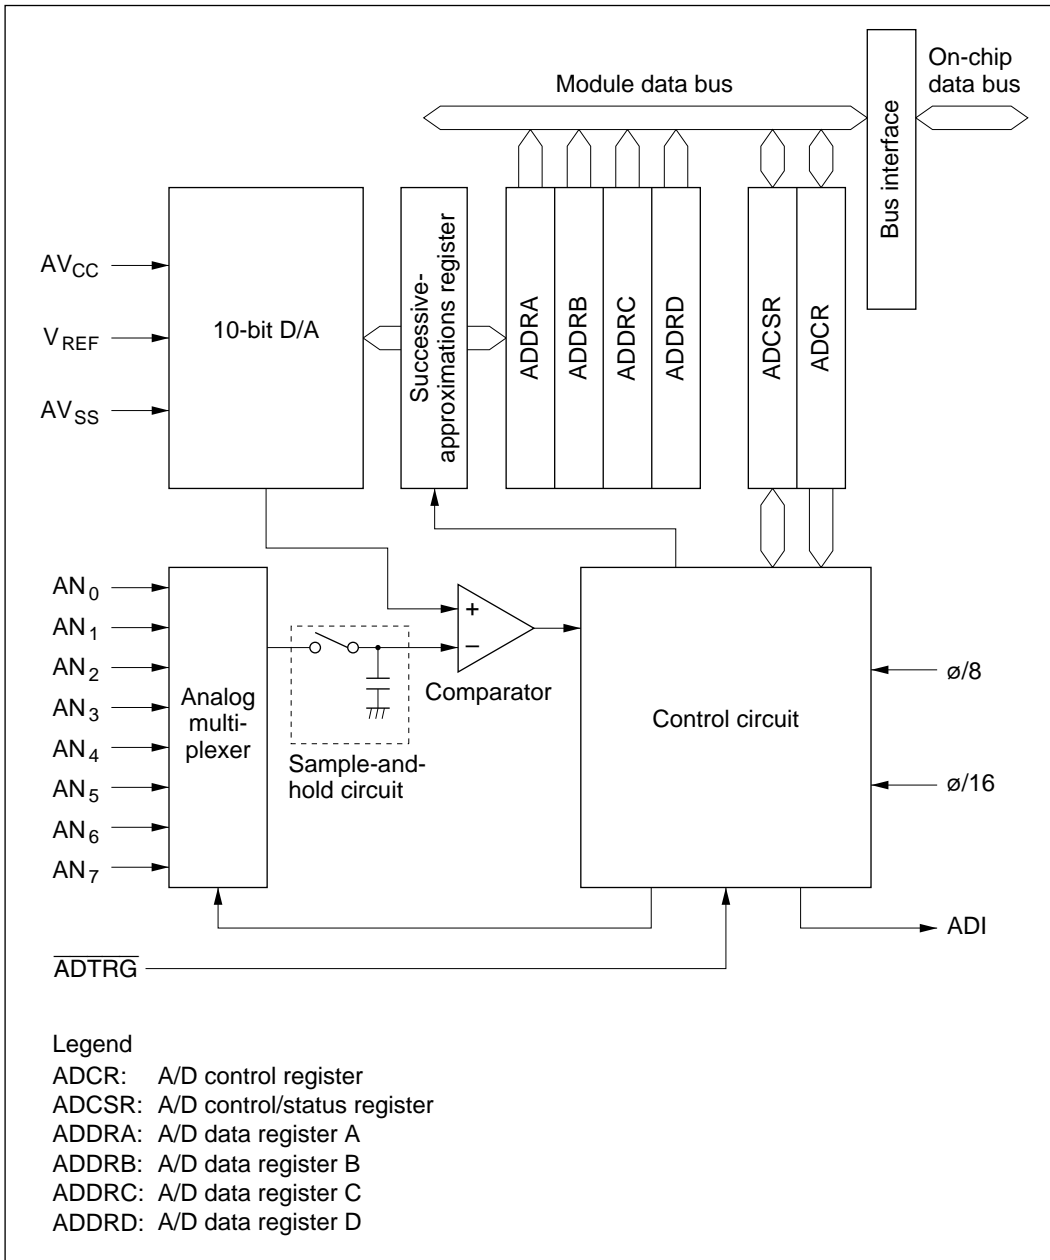 Module data bus
On-chip
data bus
Bus interface
AVCC
VREF
AVSS
10-bit D/A
Successive-
approximations register
ADDRA
ADDRB
ADDRC
ADDRD
ADCSR
ADCR
AN0
AN1
AN2
AN3
AN4
AN5
AN6
AN7
Analog
multi-
plexer
Sample-and-
hold circuit
+
−
Comparator
Control circuit
ø/8
ø/16
ADI
ADTRG
Legend
ADCR: A/D control register
ADCSR: A/D control/status register
ADDRA: A/D data register A
ADDRB: A/D data register B
ADDRC: A/D data register C
ADDRD: A/D data register D